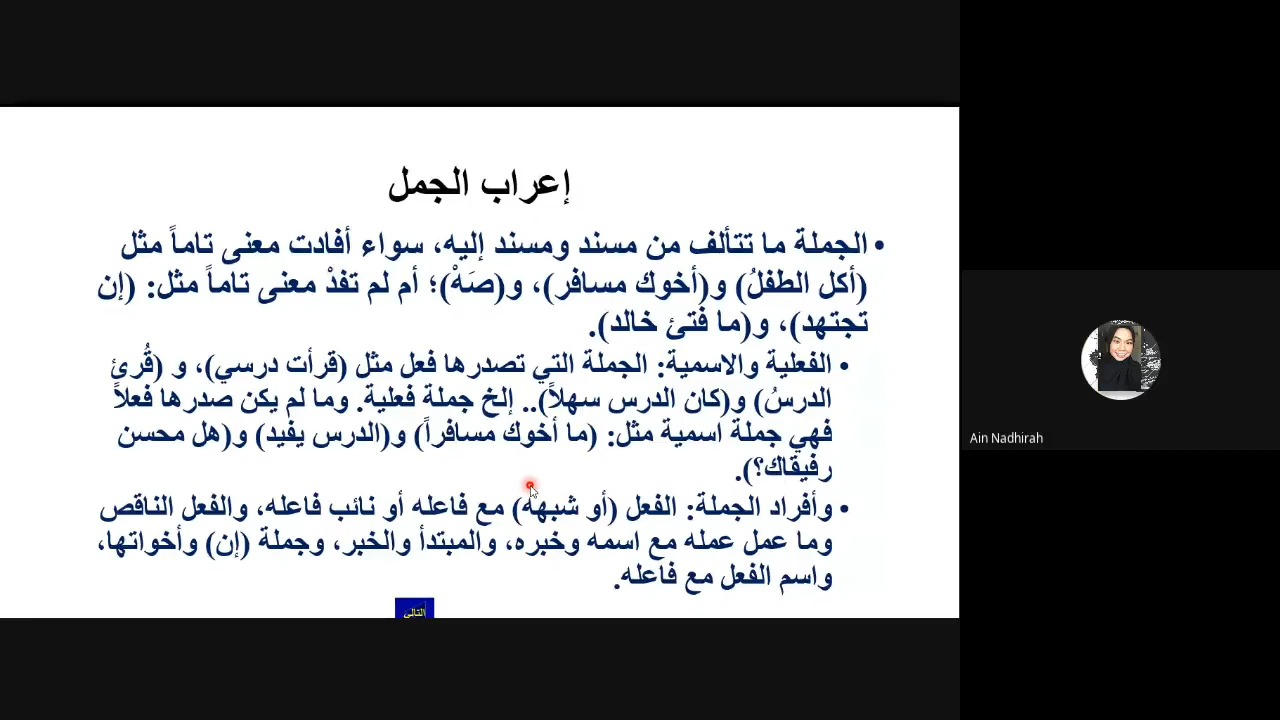 إعراب الجمل
• الجملة ما تتألف من مسند ومسند إليه، سواء أفادت معنى تاماً مثل
(أكل الطفلُ) و(أخوك مسافر)، و(صَهْ)؛ أم لم تفدْ معنى تاماً مثل: (إن
تجتهد)، و(ما فتئ خالد).
• الفعلية والاسمية: الجملة التي تصدرها فعل مثل (قرأت درسي)، و (قُرئ
الدرسُ) و(كان الدرس سهلاً).. إلخ جملة فعلية. وما لم يكن صدرها فعلاً
فهي جملة اسمية مثل: (ما أخوك مسافراً) و(الدرس يفيد) و(هل محسن
رفيقاك؟).
• وأفراد الجملة: الفعل (أو شبهه) مع فاعله أو نائب فاعله، والفعل الناقص
وما عمل عمله مع اسمه وخبره، والمبتدأ والخبر، وجملة (إن) وأخواتها،
واسم الفعل مع فاعله.
التالي
Ain Nadhirah